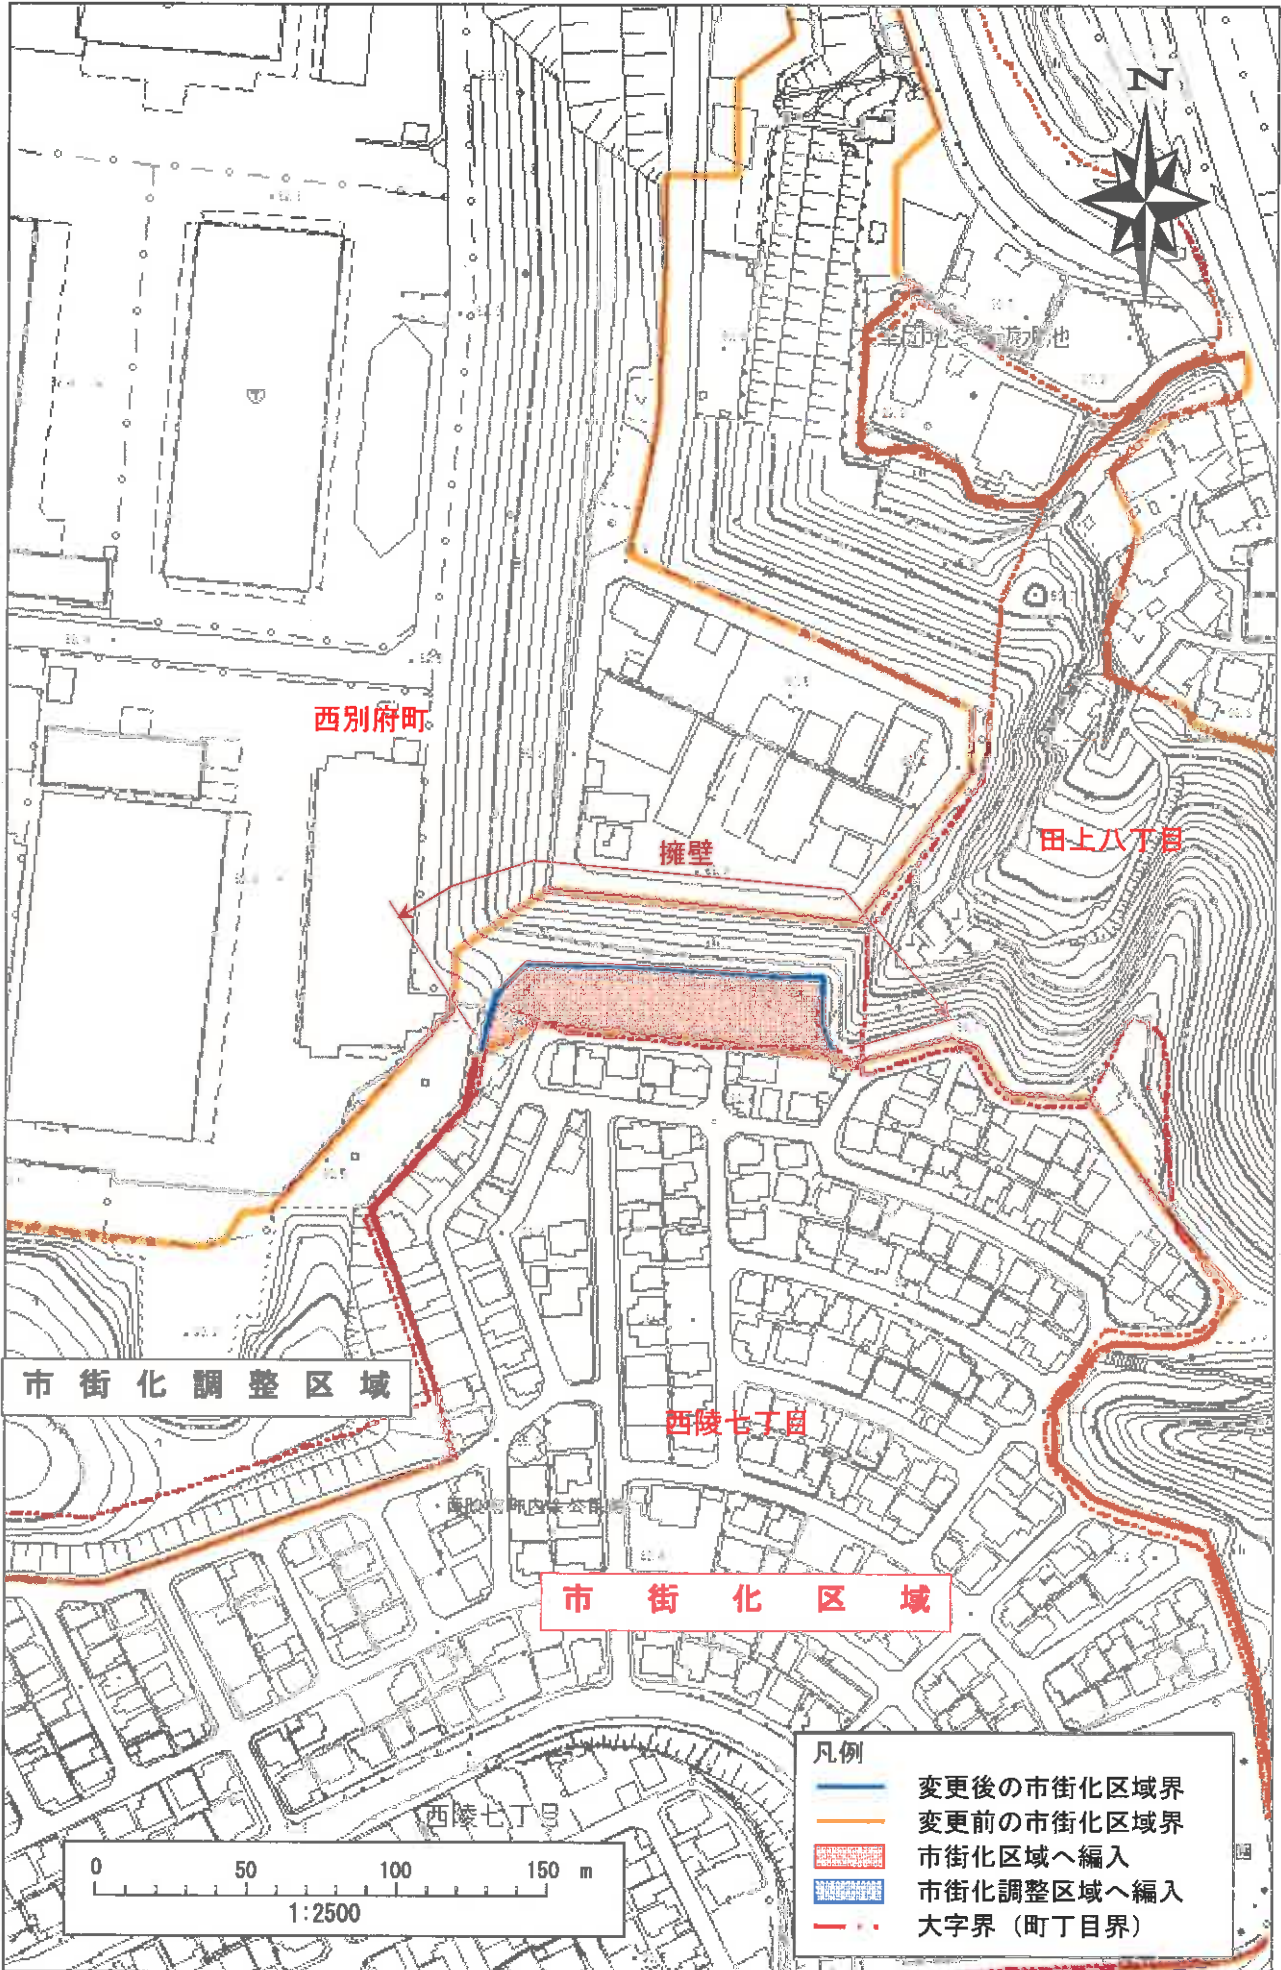 N
西別府町
擁壁
田上八丁目
市街化調整区域
西陵七丁目
市街化区域
西陵七丁目
0 50 100 150 m
1:2500
凡例
変更後の市街化区域界
変更前の市街化区域界
市街化区域へ編入
市街化調整区域へ編入
大字界（町丁目界）